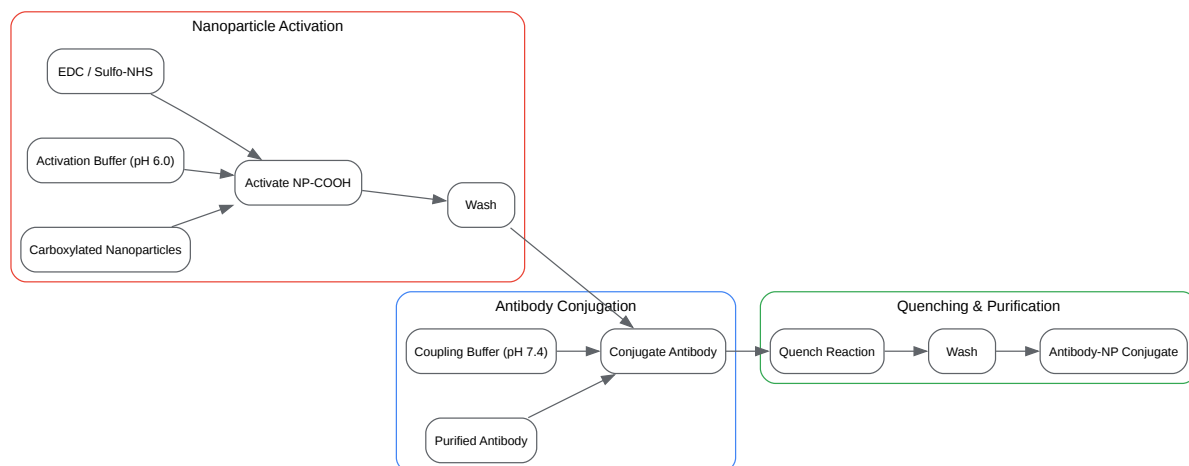 Nanoparticle Activation
EDC / Sulfo-NHS
Activation Buffer (pH 6.0)
Activate NP-COOH
Wash
Carboxylated Nanoparticles
Antibody Conjugation
Coupling Buffer (pH 7.4)
Conjugate Antibody
Purified Antibody
Quenching & Purification
Quench Reaction
Wash
Antibody-NP Conjugate